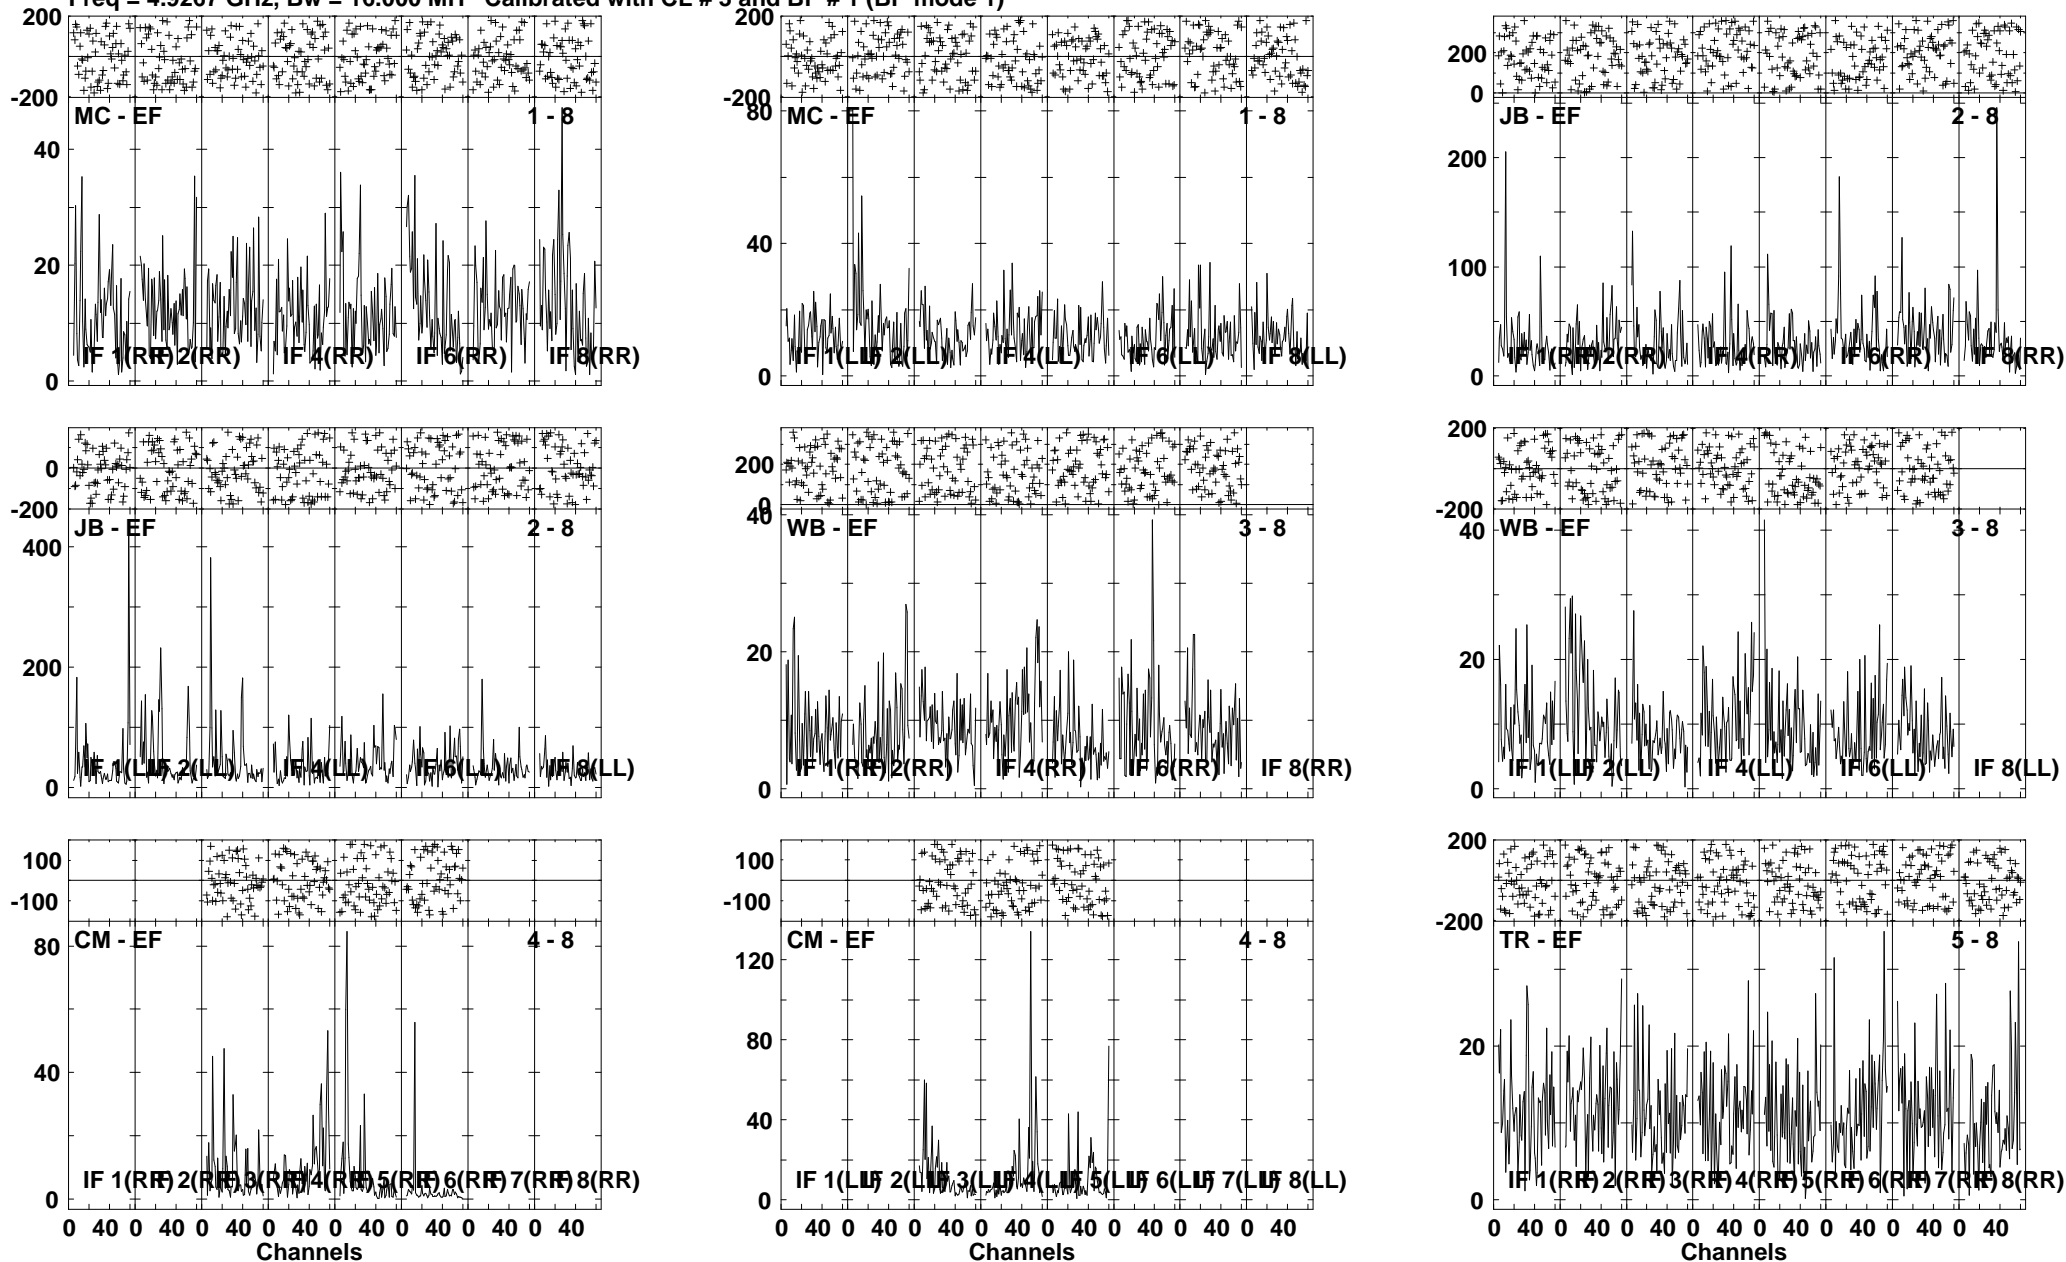 Freq = 4.9267 GHz, Bw = 16.000 MH Calibrated with CL # 3 and BP # 1 (BP mode 1)
200
-200
MC - EF 1 - 8
40
20
0
IF 1(RR) IF 2(RR) IF 4(RR) IF 6(RR) IF 8(RR)
200
-200
80
MC - EF 1 - 8
40
0
IF 1(LL) IF 2(LL) IF 4(LL) IF 6(LL) IF 8(LL)
200
0
JB - EF 2 - 8
200
100
0
IF 1(RR) IF 2(RR) IF 4(RR) IF 6(RR) IF 8(RR)
0
-200
JB - EF 2 - 8
400
200
0
IF 1(LL) IF 2(LL) IF 4(LL) IF 6(LL) IF 8(LL)
200
0
40
WB - EF 3 - 8
20
0
IF 1(RR) IF 2(RR) IF 4(RR) IF 6(RR) IF 8(RR)
200
-200
WB - EF 3 - 8
40
20
0
IF 1(LL) IF 2(LL) IF 4(LL) IF 6(LL) IF 8(LL)
100
-100
CM - EF 4 - 8
80
40
0
IF 1(RR) IF 2(RR) IF 3(RR) IF 4(RR) IF 5(RR) IF 6(RR) IF 7(RR) IF 8(RR)
0 40 0 40 0 40 0 40 0 40 0 40 0 40 0 40
Channels
100
-100
CM - EF 4 - 8
120
80
40
0
IF 1(LL) IF 2(LL) IF 3(LL) IF 4(LL) IF 5(LL) IF 6(LL) IF 7(LL) IF 8(LL)
0 40 0 40 0 40 0 40 0 40 0 40 0 40 0 40
Channels
200
-200
TR - EF 5 - 8
20
0
IF 1(RR) IF 2(RR) IF 3(RR) IF 4(RR) IF 5(RR) IF 6(RR) IF 7(RR) IF 8(RR)
0 40 0 40 0 40 0 40 0 40 0 40 0 40 0 40
Channels